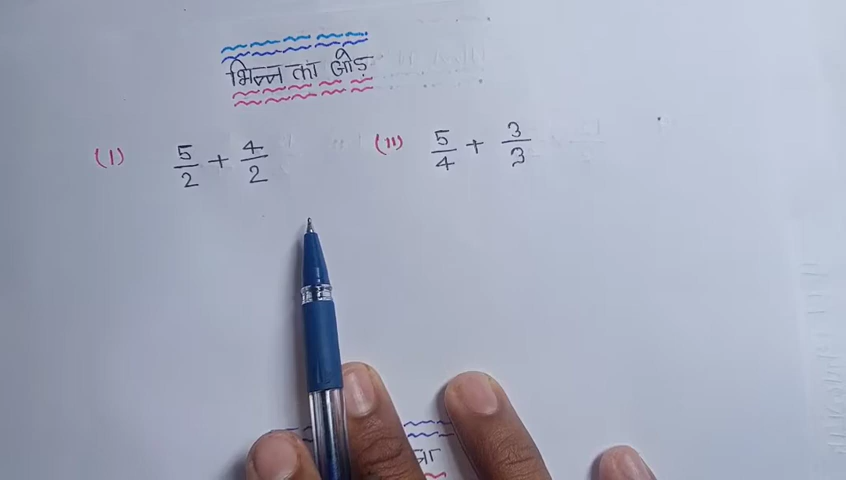 भिन्न का जोड़
(I) 5/2 + 4/2 (II) 5/4 + 3/3